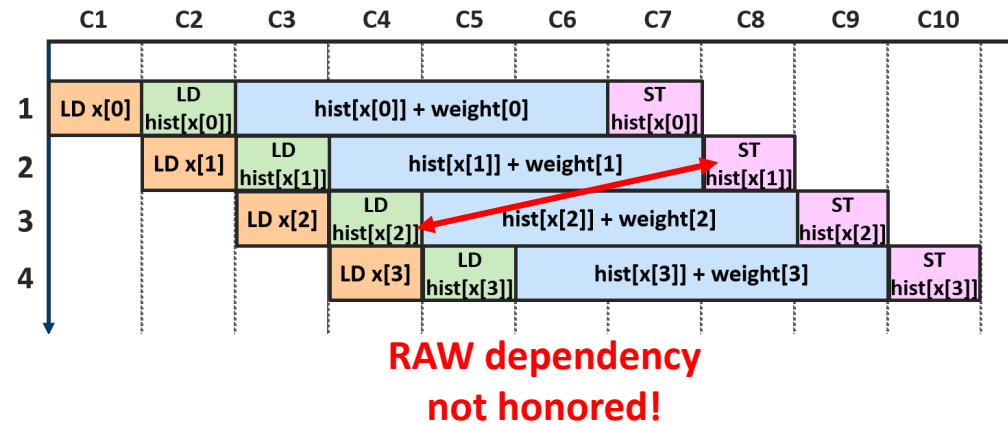 C1 C2 C3 C4 C5 C6 C7 C8 C9 C10
1 LD x[0] LD hist[x[0]] hist[x[0]] + weight[0] ST hist[x[0]]
2 LD x[1] LD hist[x[1]] hist[x[1]] + weight[1] ST hist[x[1]]
3 LD x[2] LD hist[x[2]] hist[x[2]] + weight[2] ST hist[x[2]]
4 LD x[3] LD hist[x[3]] hist[x[3]] + weight[3] ST hist[x[3]]
RAW dependency
not honored!